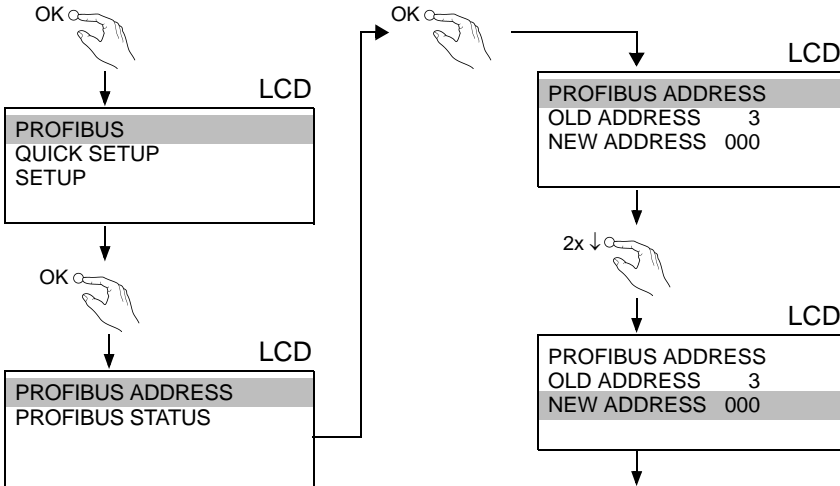 OK
LCD
PROFIBUS
QUICK SETUP
SETUP
OK
LCD
PROFIBUS ADDRESS
PROFIBUS STATUS
OK
LCD
PROFIBUS ADDRESS
OLD ADDRESS 3
NEW ADDRESS 000
2x ↓
LCD
PROFIBUS ADDRESS
OLD ADDRESS 3
NEW ADDRESS 000